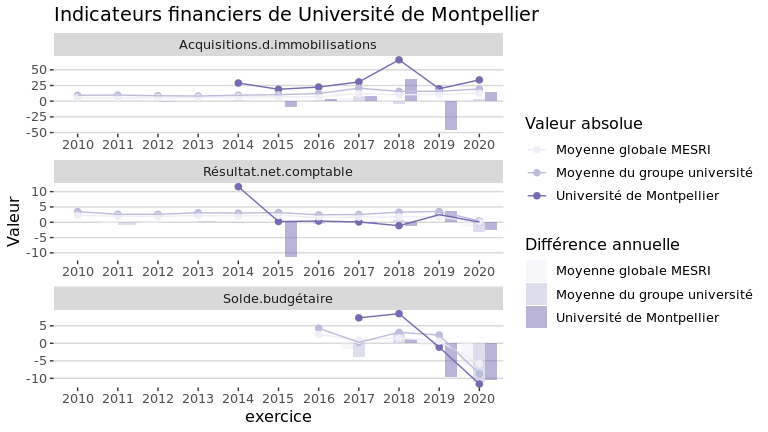 Indicateurs financiers de Université de Montpellier
Acquisitions.d.immobilisations
50
25
0
-25
-50
2010 2011 2012 2013 2014 2015 2016 2017 2018 2019 2020
Résultat.net.comptable
10
5
0
-5
-10
2010 2011 2012 2013 2014 2015 2016 2017 2018 2019 2020
Solde.budgétaire
5
0
-5
-10
2010 2011 2012 2013 2014 2015 2016 2017 2018 2019 2020
exercice
Valeur
Valeur absolue
Moyenne globale MESRI
Moyenne du groupe université
Université de Montpellier
Différence annuelle
Moyenne globale MESRI
Moyenne du groupe université
Université de Montpellier